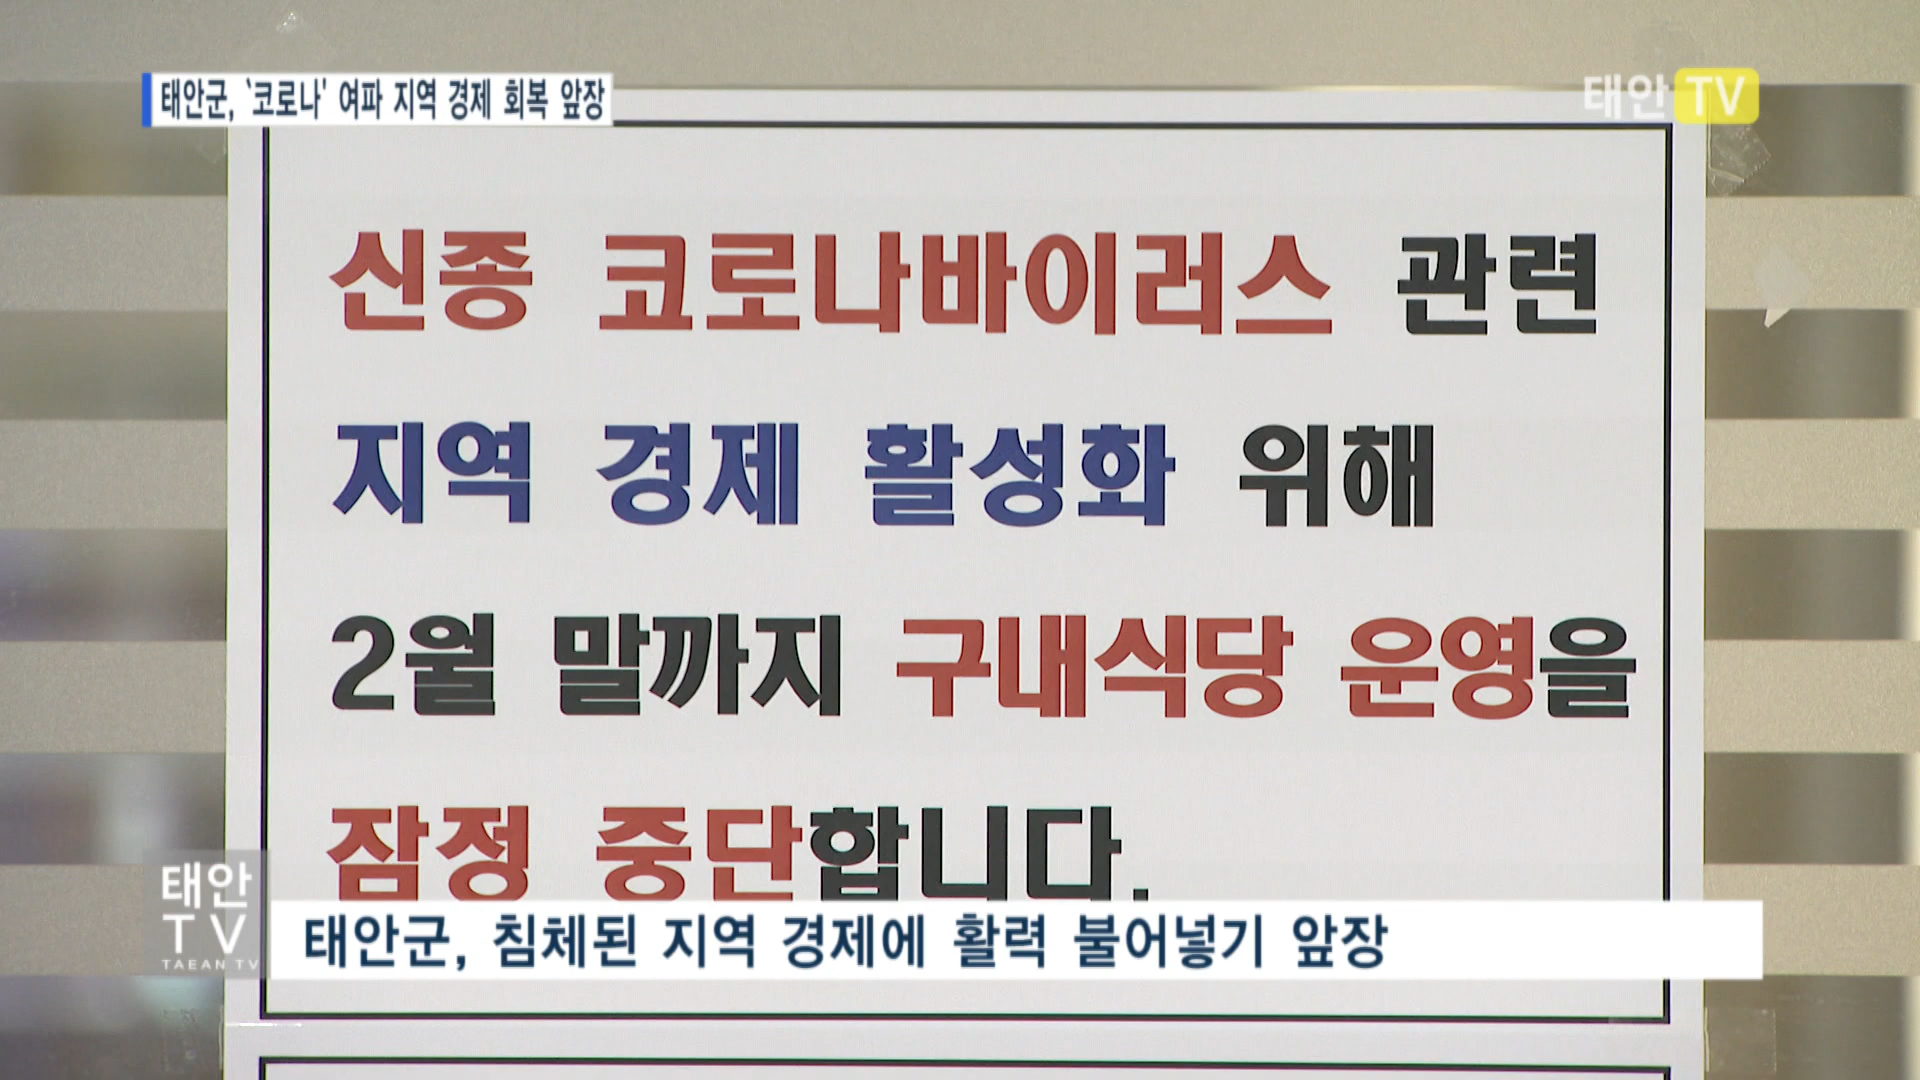 태안군, '코로나' 여파 지역 경제 회복 앞장
태안 TV
신종 코로나바이러스 관련
지역 경제 활성화 위해
2월 말까지 구내식당 운영을
잠정 중단합니다.
태안
TV
TAEAN TV
태안군, 침체된 지역 경제에 활력 불어넣기 앞장